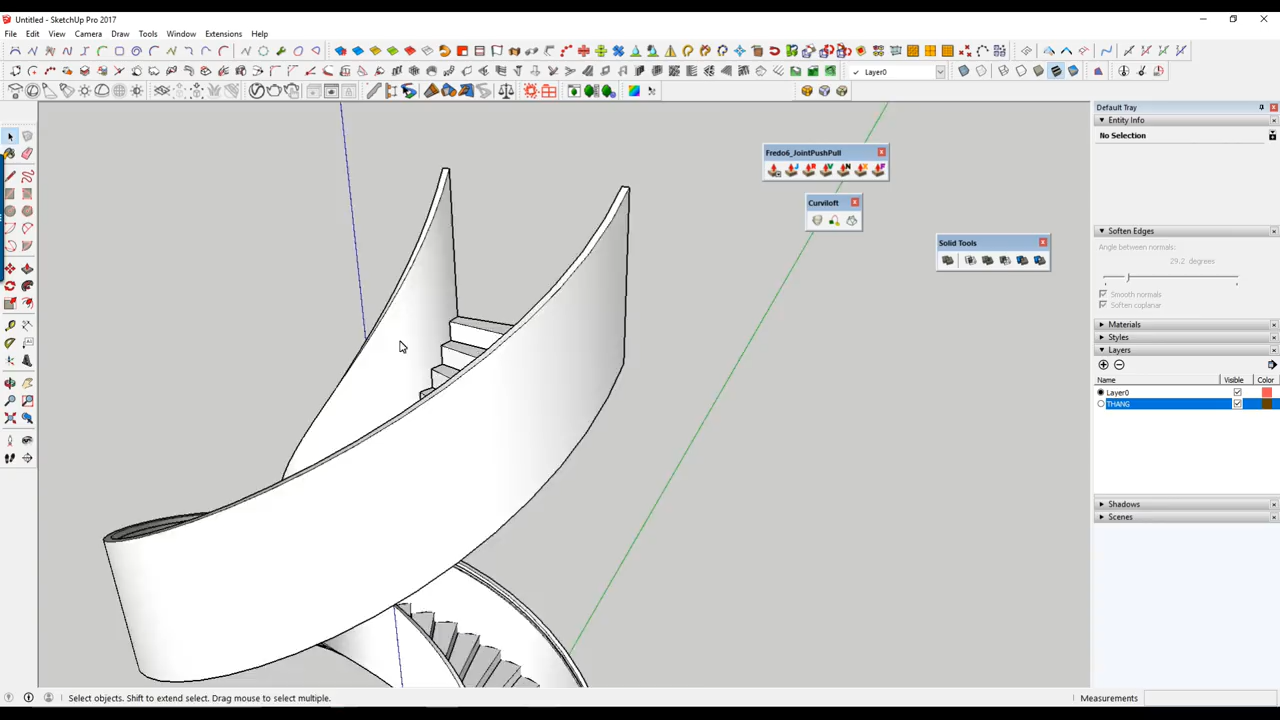 Untitled - SketchUp Pro 2017
File Edit View Camera Draw Tools Window Extensions Help
Layer0
Default Tray
Entity Info
No Selection
Fredo6_JointPushPull
Curviloft
Solid Tools
Soften Edges
Angle between normals:
29.2 degrees
Smooth normals
Soften coplanar
Materials
Styles
Layers
Name Visible Color
Layer0
THANG
Shadows
Scenes
Select objects. Shift to extend select. Drag mouse to select multiple.
Measurements